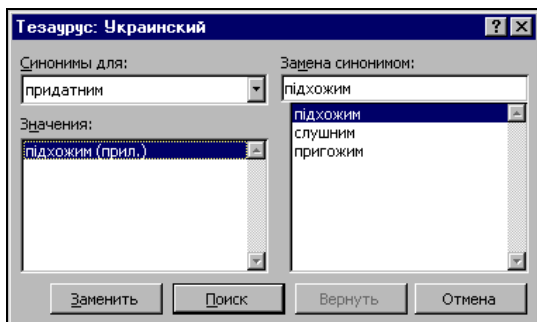 Тезаурус: Украинский
Синонимы для:
придатним
Значения:
підхожим (прил.)
Замена синонимом:
підхожим
підхожим
слушним
пригожим
Заменить
Поиск
Вернуть
Отмена